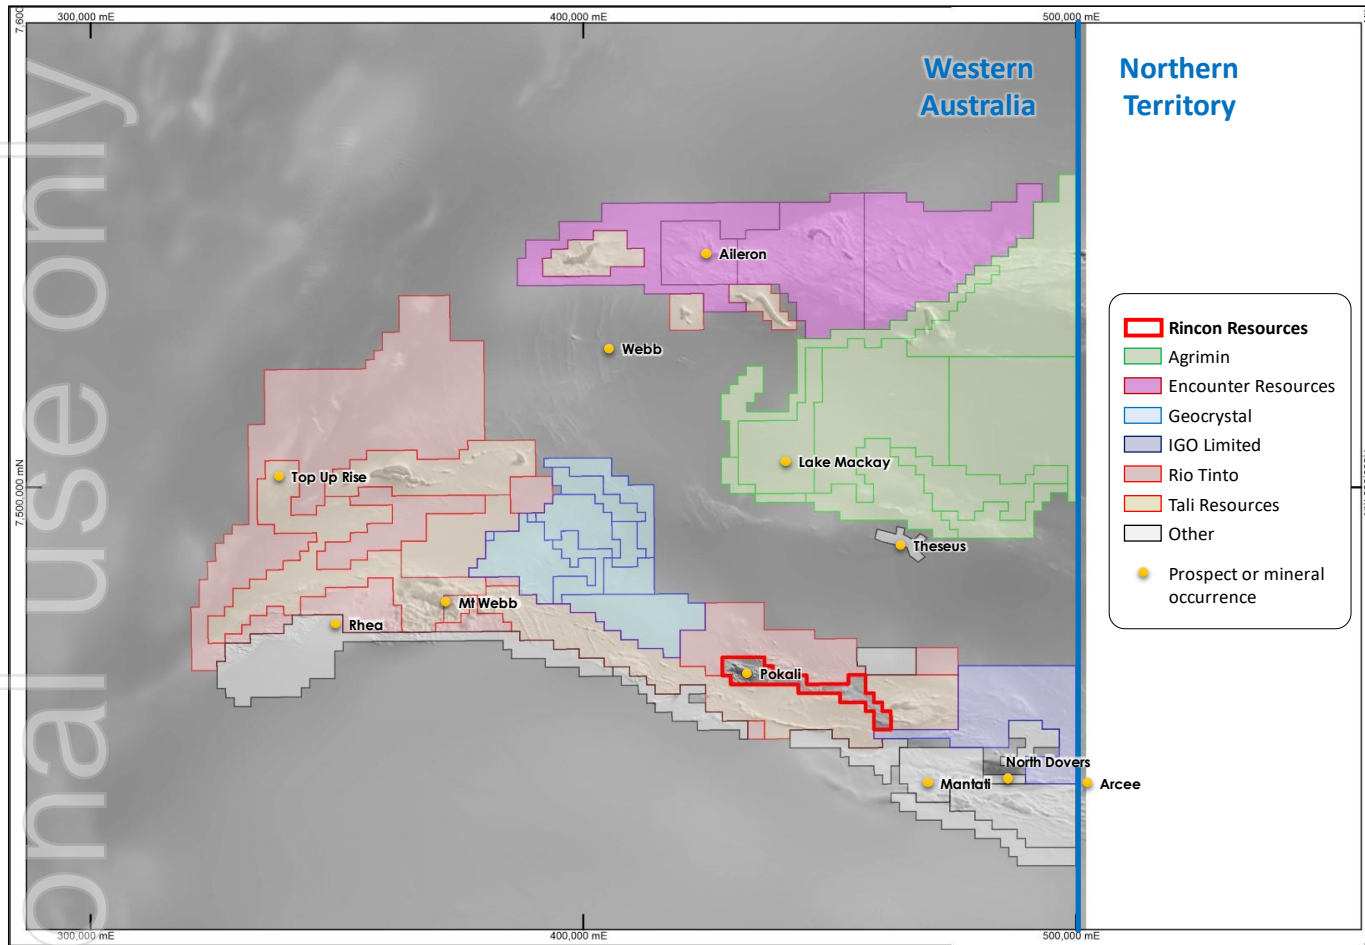 300,000 mE
400,000 mE
500,000 mE
7,600
Western
Australia
Northern
Territory
onal use only
Aileron
Webb
Rincon Resources
Agrimin
Encounter Resources
Geocrystal
IGO Limited
Rio Tinto
Tali Resources
Other
Prospect or mineral
occurrence
Lake Mackay
Top Up Rise
7,500,000 mN
Theseus
Mt Webb
Rhea
Pokali
North Dovers
Mantati
Arcee
300,000 mE
400,000 mE
500,000 mE